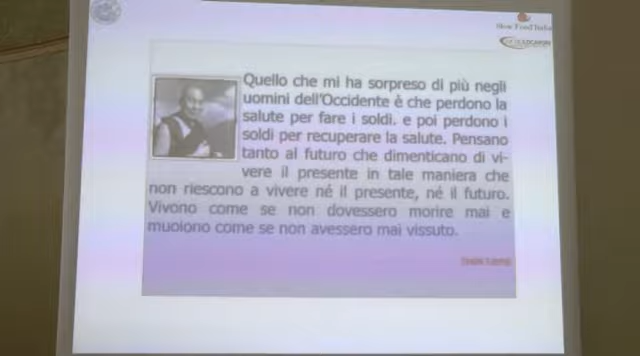 Slow Food Italia
Quello che mi ha sorpreso di più negli
uomini dell'Occidente è che perdono la
salute per fare i soldi. e poi perdono i
soldi per recuperare la salute. Pensano
tanto al futuro che dimenticano di vi-
vere il presente in tale maniera che
non riescono a vivere né il presente, né il futuro.
Vivono come se non dovessero morire mai e
muoiono come se non avessero mai vissuto.